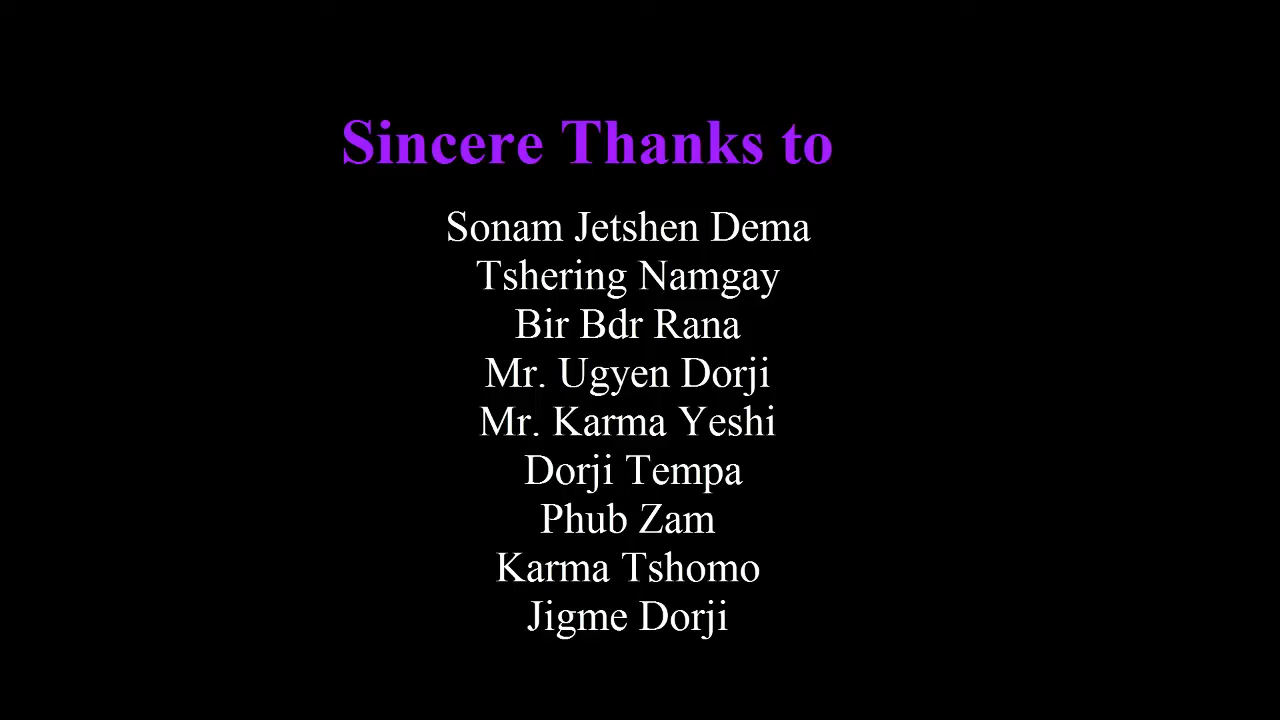 Sincere Thanks to
Sonam Jetshen Dema
Tshering Namgay
Bir Bdr Rana
Mr. Ugyen Dorji
Mr. Karma Yeshi
Dorji Tempa
Phub Zam
Karma Tshomo
Jigme Dorji